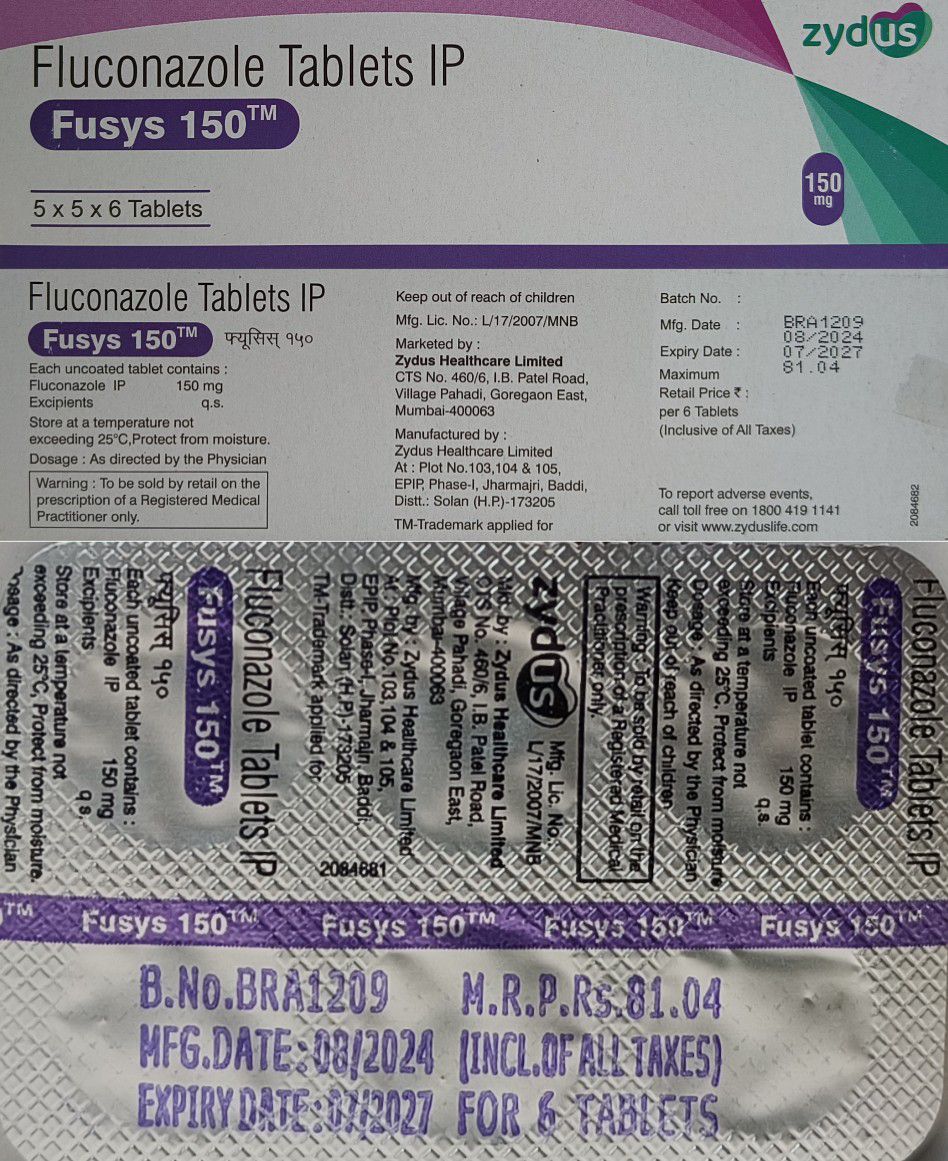 zydus
Fluconazole Tablets IP
Fusys 150™
150
mg
5 x 5 x 6 Tablets
Fluconazole Tablets IP
Fusys 150™ फ्यूसिस् १५०
Each uncoated tablet contains :
Fluconazole IP 150 mg
Excipients q.s.
Store at a temperature not
exceeding 25°C,Protect from moisture.
Dosage : As directed by the Physician
Warning : To be sold by retail on the
prescription of a Registered Medical
Practitioner only.
Keep out of reach of children
Mfg. Lic. No.: L/17/2007/MNB
Marketed by :
Zydus Healthcare Limited
CTS No. 460/6, I.B. Patel Road,
Village Pahadi, Goregaon East,
Mumbai-400063
Manufactured by :
Zydus Healthcare Limited
At : Plot No.103,104 & 105,
EPIP, Phase-I, Jharmajri, Baddi,
Distt.: Solan (H.P.)-173205
TM-Trademark applied for
Batch No. : BRA1209
Mfg. Date : 08/2024
Expiry Date : 07/2027
Maximum 81.04
Retail Price ₹ :
per 6 Tablets
(Inclusive of All Taxes)
To report adverse events,
call toll free on 1800 419 1141
or visit www.zyduslife.com
2084682
Fluconazole Tablets IP
Fusys 150™
फ्यूसिस् १५०
Each uncoated tablet contains :
Fluconazole IP 150 mg
Excipients q.s.
Store at a temperature not
exceeding 25°C, Protect from moisture.
Dosage : As directed by the Physician
Keep out of reach of children
Warning : To be sold by retail on the
prescription of a Registered Medical
Practitioner only.
zydus Mfg. Lic. No.:
L/17/2007/MNB
Mkt. by : Zydus Healthcare Limited
CTS No. 460/6, I.B. Patel Road,
Village Pahadi, Goregaon East,
Mumbai-400063
Mfg. by : Zydus Healthcare Limited
At : Plot No.103,104 & 105,
EPIP, Phase-I, Jharmajri, Baddi,
Distt.: Solan (H.P.)-173205
TM-Trademark applied for 2084681
Fluconazole Tablets IP
Fusys 150™
फ्यूसिस् १५०
Each uncoated tablet contains :
Fluconazole IP 150 mg
Excipients q.s.
Store at a temperature not
exceeding 25°C, Protect from moisture.
Dosage : As directed by the Physician
™ Fusys 150™ Fusys 150™ Fusys 150™ Fusys 150™
B.No.BRA1209 M.R.P.Rs.81.04
MFG.DATE:08/2024 (INCL.OF ALL TAXES)
EXPIRY DATE:07/2027 FOR 6 TABLETS